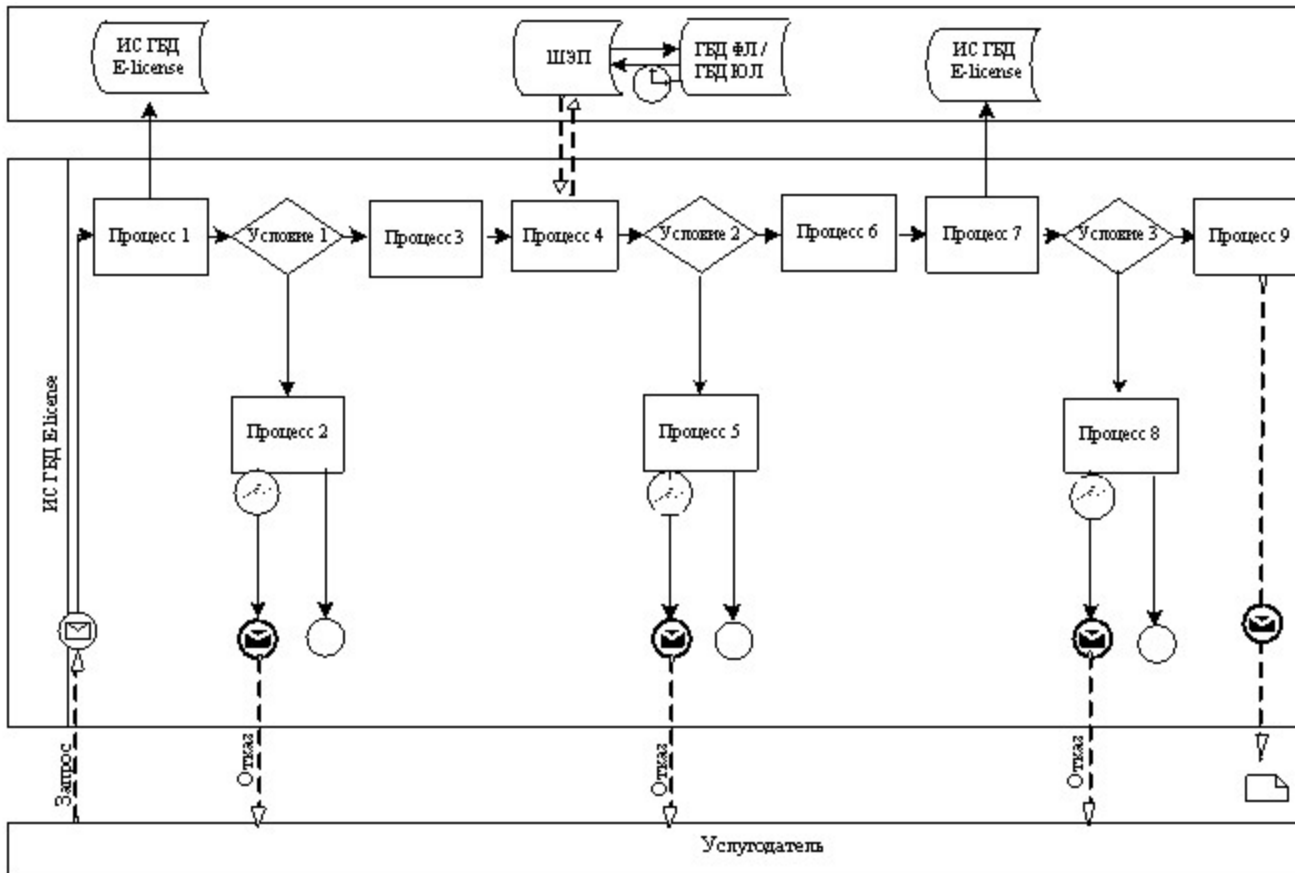 ИС ГБД
E-license
ШЭП
ГБД ФЛ /
ГБД ЮЛ
ИС ГБД
E-license
Процесс 1
Условие 1
Процесс 3
Процесс 4
Условие 2
Процесс 6
Процесс 7
Условие 3
Процесс 9
Процесс 2
Процесс 5
Процесс 8
ИС ГБД E-license
Запрос
Отказ
Отказ
Отказ
Услугодатель